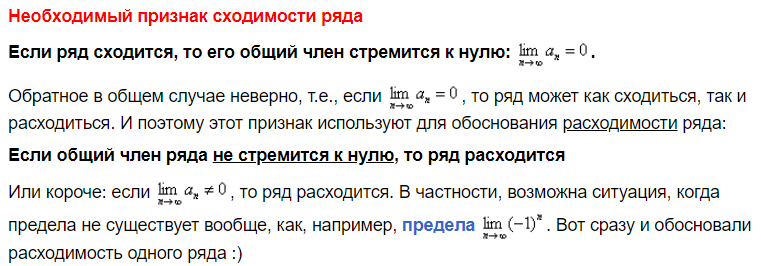 Необходимый признак сходимости ряда
Если ряд сходится, то его общий член стремится к нулю: lim n→∞ aₙ = 0 .
Обратное в общем случае неверно, т.е., если lim n→∞ aₙ = 0 , то ряд может как сходиться, так и
расходиться. И поэтому этот признак используют для обоснования расходимости ряда:
Если общий член ряда не стремится к нулю, то ряд расходится
Или короче: если lim n→∞ aₙ ≠ 0 , то ряд расходится. В частности, возможна ситуация, когда
предела не существует вообще, как, например, предела lim n→∞ (−1)ⁿ . Вот сразу и обосновали
расходимость одного ряда :)